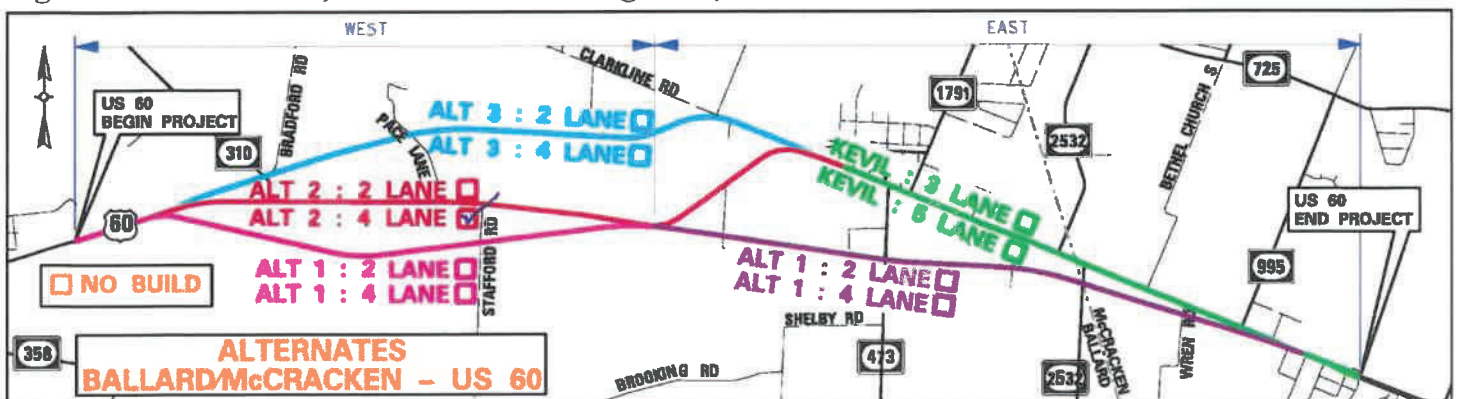 WEST
EAST
US 60
BEGIN PROJECT
310
BRADFORD RD
PACE LANE
CLARKLINE RD
ALT 3 : 2 LANE
ALT 3 : 4 LANE
1791
2532
BETHEL CHURCH
725
60
ALT 2 : 2 LANE
ALT 2 : 4 LANE
KEVIL : 3 LANE
KEVIL : 5 LANE
US 60
END PROJECT
NO BUILD
ALT 1 : 2 LANE
ALT 1 : 4 LANE
STAFFORD RD
ALT 1 : 2 LANE
ALT 1 : 4 LANE
995
358
ALTERNATES
BALLARD/McCRACKEN - US 60
BROOKING RD
SHELBY RD
473
2532
McCRACKEN
BALLARD
WREN RD